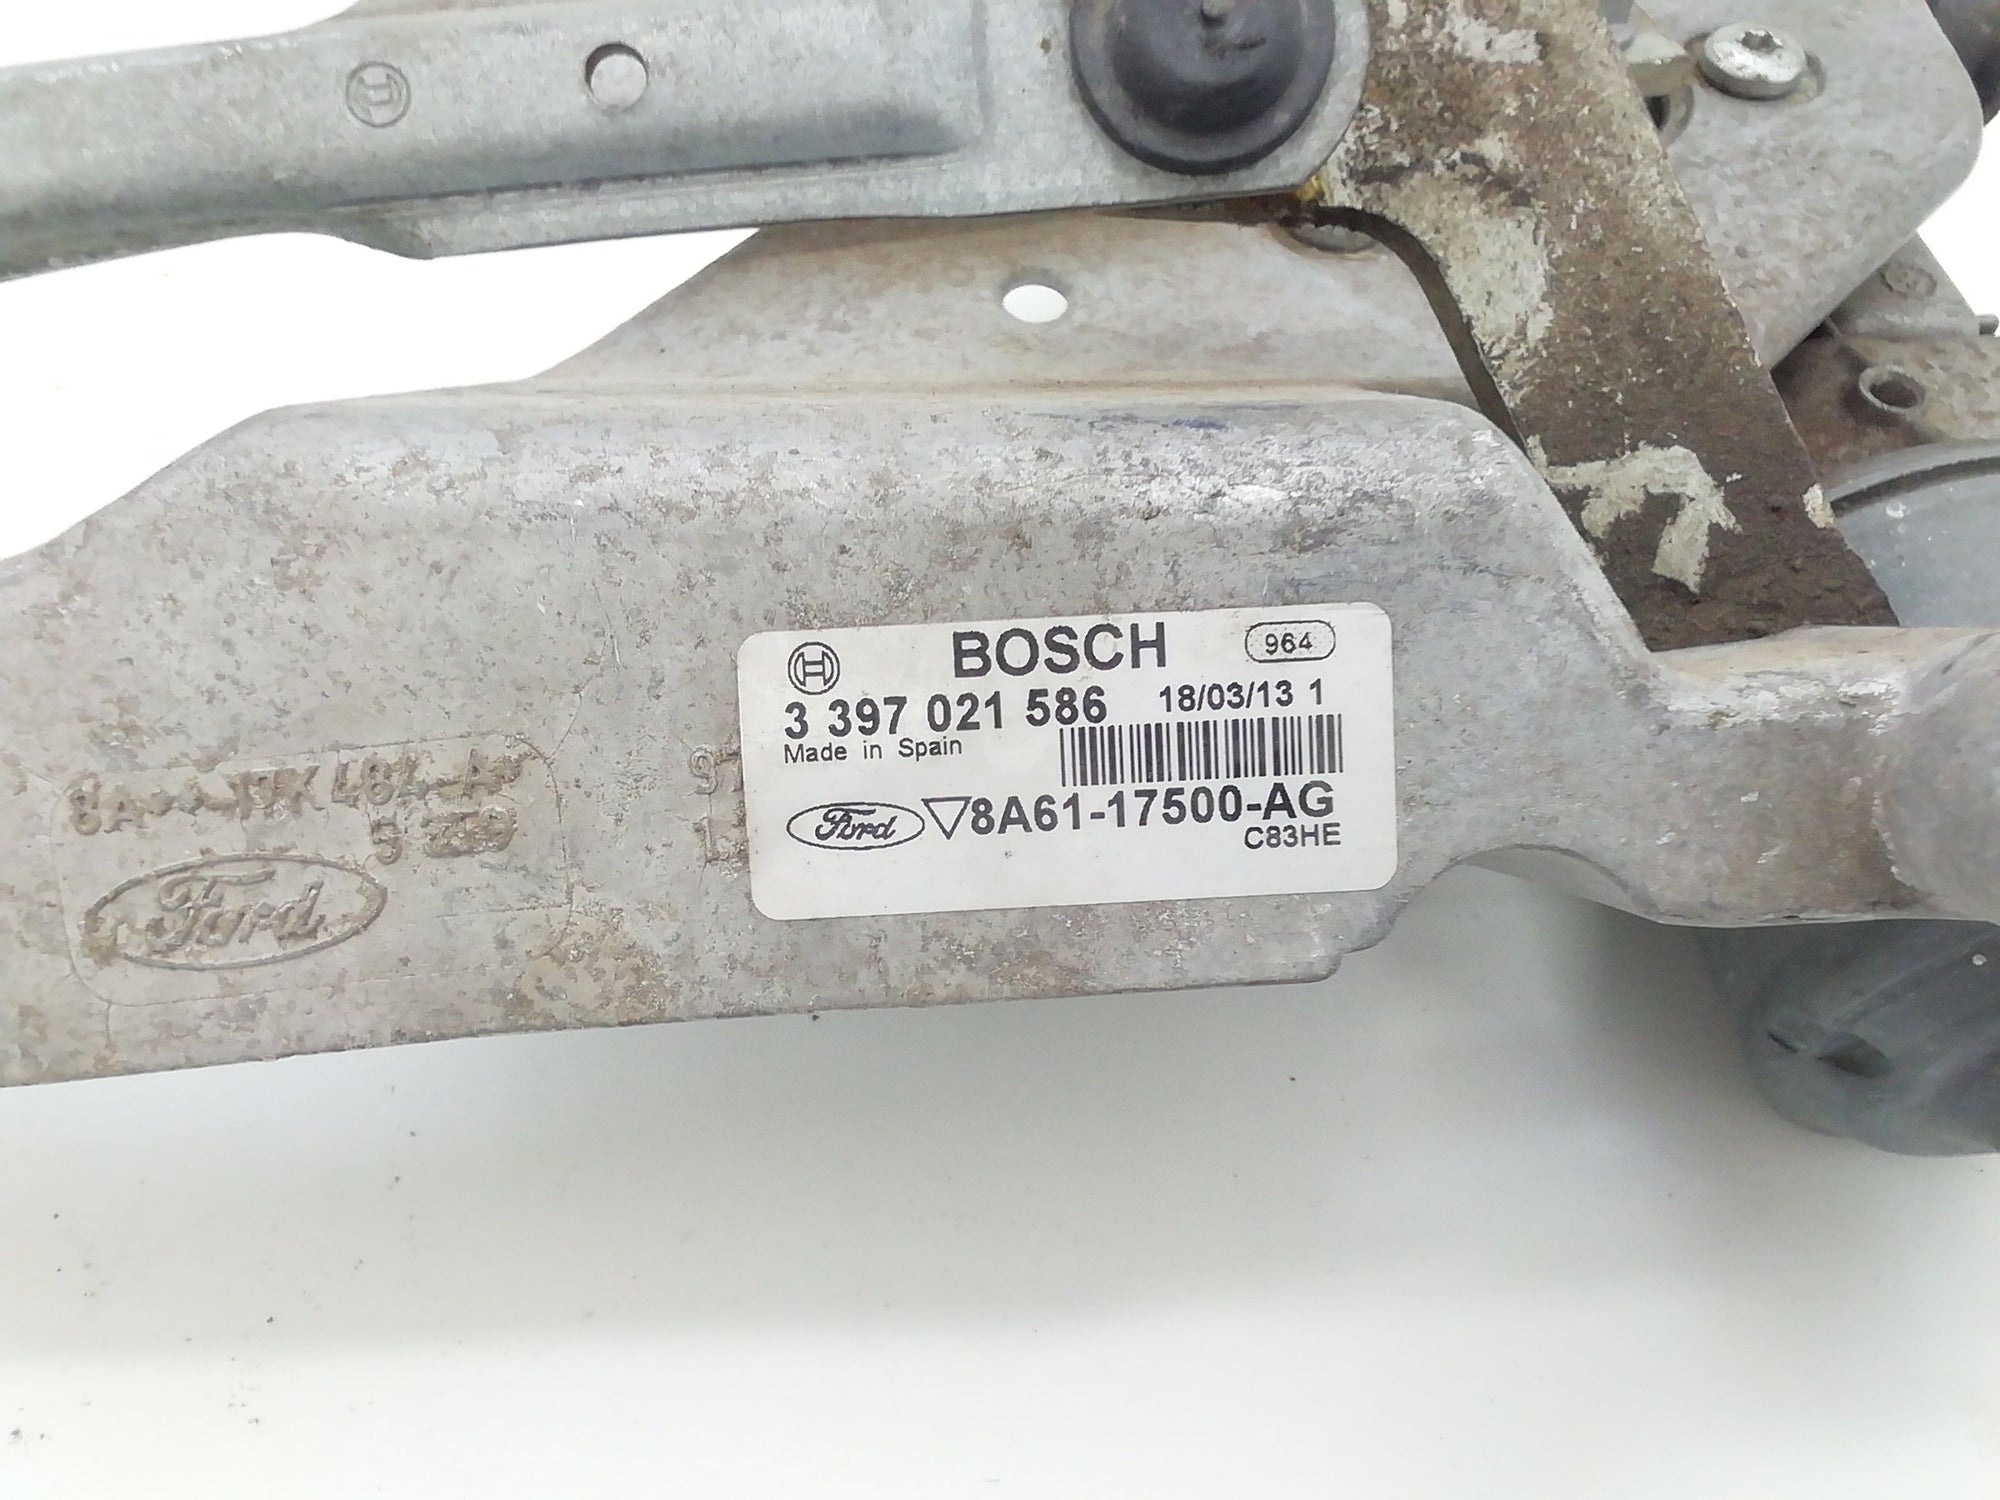 BOSCH 964
3 397 021 586 18/03/13 1
Made in Spain
Ford 8A61-17500-AG
C83HE
Ford